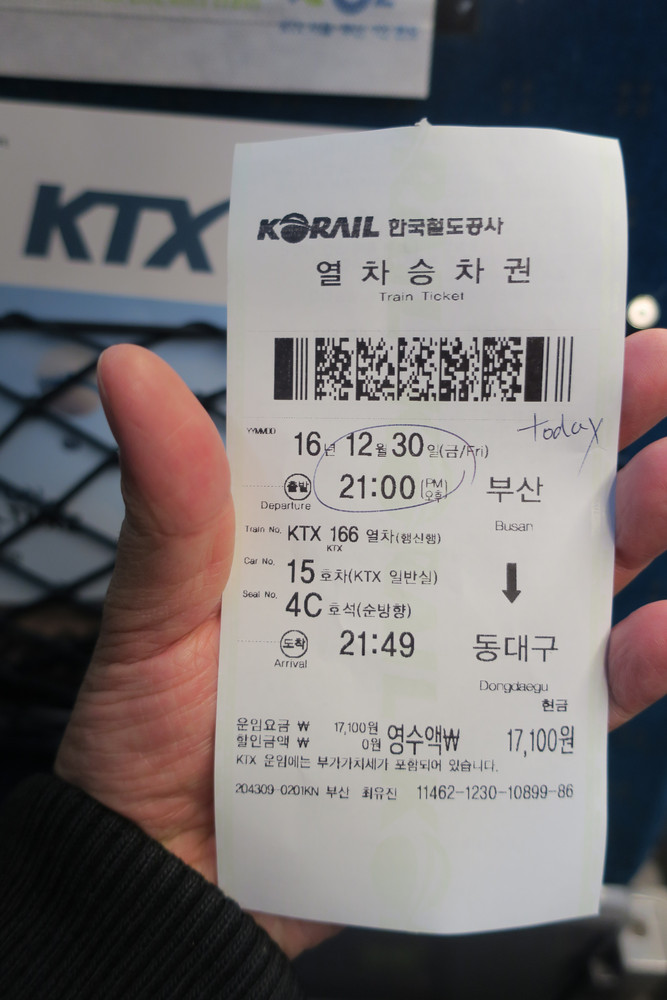 KTX
KORAIL 한국철도공사
열차승차권
Train Ticket
today
YYMMDD
16년 12월 30일(금/Fri)
출발 21:00 (PM 오후) 부산
Departure
Busan
Train No. KTX 166 열차(행신행)
KTX
Car No. 15 호차(KTX 일반실)
Seat No. 4C 호석(순방향)
도착 21:49 동대구
Arrival
Dongdaegu
현금
운임요금 ₩ 17,100원
할인금액 ₩ 0원 영수액₩ 17,100원
KTX 운임에는 부가가치세가 포함되어 있습니다.
204309-0201KN 부산 최유진 11462-1230-10899-86